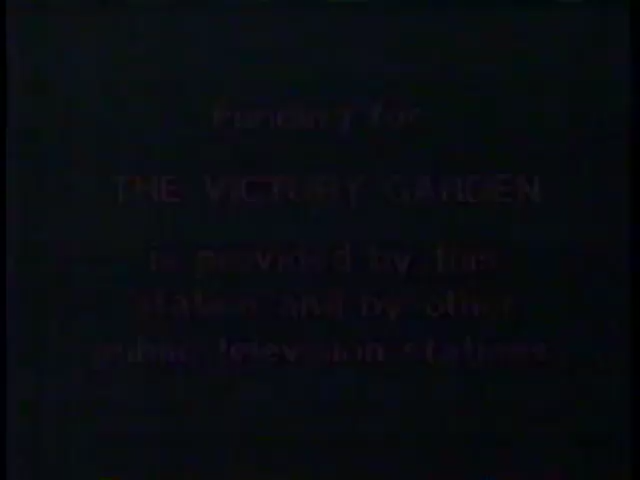 Funding for
THE VICTORY GARDEN
is provided by this
station and by other
public television stations